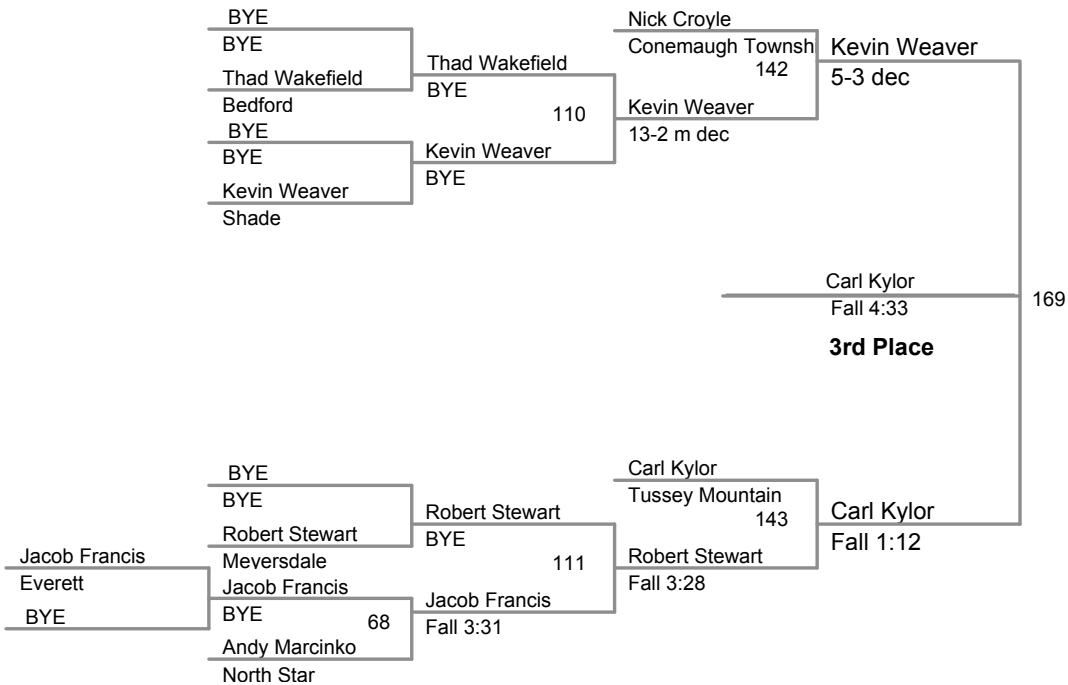 BYE
BYE
Thad Wakefield
Bedford
BYE
BYE
Kevin Weaver
Shade
Thad Wakefield
BYE
110
Kevin Weaver
BYE
Nick Croyle
Conemaugh Townsh
142
Kevin Weaver
13-2 m dec
Kevin Weaver
5-3 dec
Carl Kylor
Fall 4:33
3rd Place
169
Jacob Francis
Everett
BYE
BYE
BYE
Robert Stewart
Meversdale
Jacob Francis
BYE
68
Andy Marcinko
North Star
Robert Stewart
BYE
111
Jacob Francis
Fall 3:31
Carl Kylor
Tussey Mountain
143
Robert Stewart
Fall 3:28
Carl Kylor
Fall 1:12